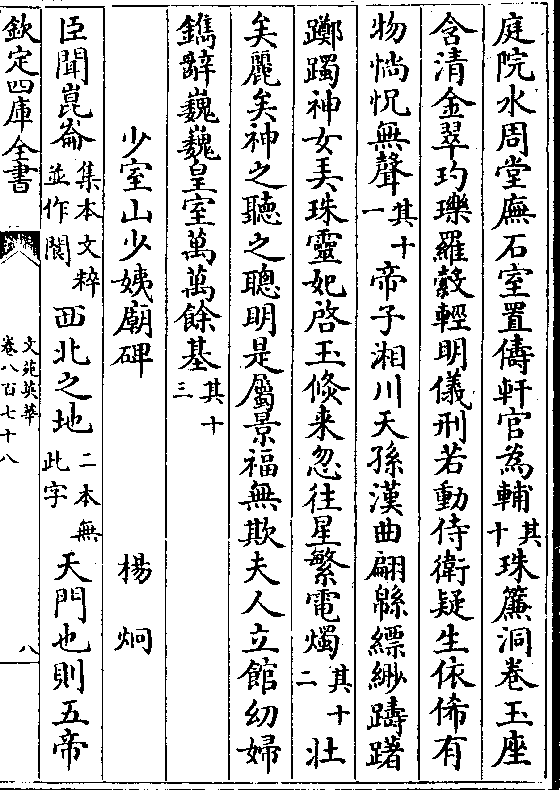 庭院水周堂廡石室置儔軒官為輔其十珠簾洞卷玉座
含清金翠玓瓅羅縠輕明儀刑若動侍衛疑生依俙有
物惝怳無聲其十一帝子湘川天孫漢曲翩緜縹緲躊躇
躑躅神女弄珠靈妃啓玉倐来忽往星繁電燭其十二壯
矣麗矣神之聽之聰明是屬景福無欺夫人立館幼婦
鐫辭巍巍皇室萬萬餘基其十三
少室山少姨廟碑 楊炯
臣聞崑崙集本文粹並作閬西北之地二本無此字天門也則五帝
欽定四庫全書 文苑英華卷八百七十八 八